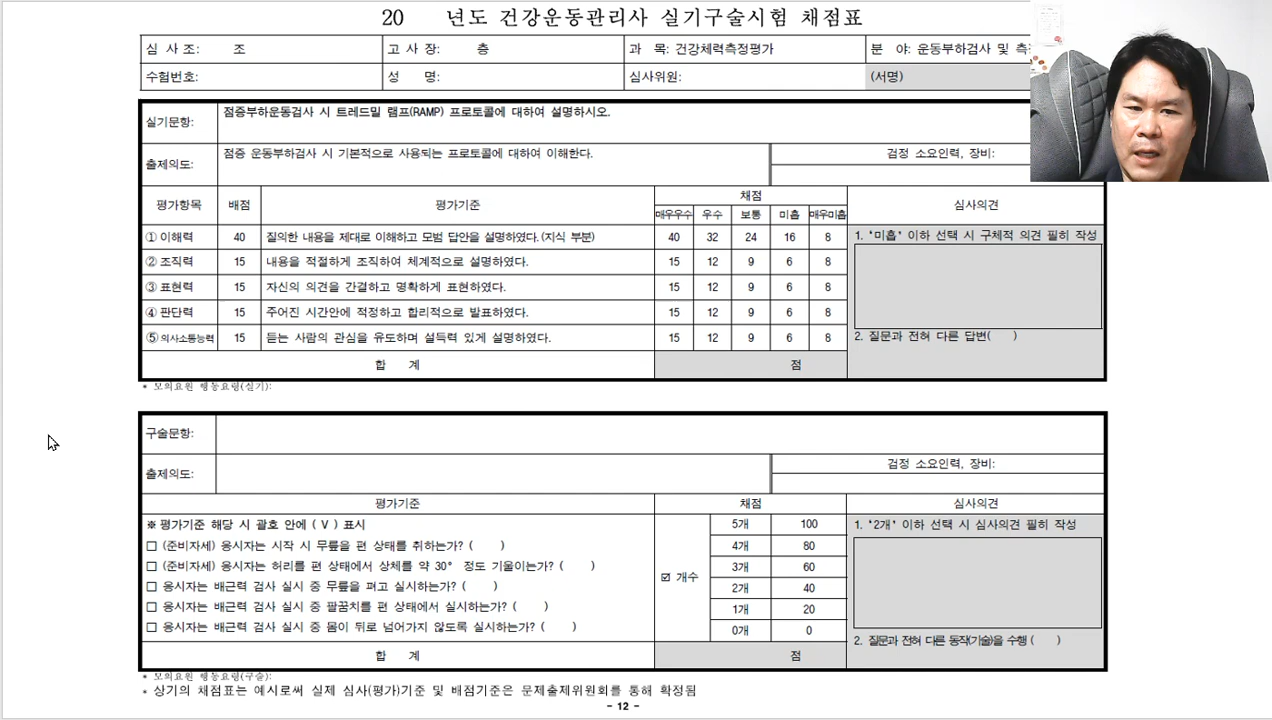 20 년도 건강운동관리사 실기구술시험 채점표
심 사 조: 조 고 사 장: 층 과 목: 건강체력측정평가 분 야: 운동부하검사 및
수험번호: 성 명: 심사위원: (서명)
실기문항: 점증부하운동검사 시 트레드밀 램프(RAMP) 프로토콜에 대하여 설명하시오.
출제의도: 점증 운동부하검사 시 기본적으로 사용되는 프로토콜에 대하여 이해한다. 검정 소요인력, 장비:
평가항목 배점 평가기준 채점 심사의견
매우우수 우수 보통 미흡 매우미흡
① 이해력 40 질의한 내용을 제대로 이해하고 모범 답안을 설명하였다.(지식 부분) 40 32 24 16 8 1. '미흡' 이하 선택 시 구체적 의견 필히 작성
② 조직력 15 내용을 적절하게 조직하여 체계적으로 설명하였다. 15 12 9 6 8
③ 표현력 15 자신의 의견을 간결하고 명확하게 표현하였다. 15 12 9 6 8
④ 판단력 15 주어진 시간안에 적정하고 합리적으로 발표하였다. 15 12 9 6 8
⑤ 의사소통능력 15 듣는 사람의 관심을 유도하며 설득력 있게 설명하였다. 15 12 9 6 8 2. 질문과 전혀 다른 답변( )
합 계 점
* 모의요원 행동요령(실기):
구술문항:
출제의도: 검정 소요인력, 장비:
평가기준 채점 심사의견
※ 평가기준 해당 시 괄호 안에 ( V ) 표시 5개 100 1. '2개' 이하 선택 시 심사의견 필히 작성
□ (준비자세) 응시자는 시작 시 무릎을 편 상태를 취하는가? ( ) 4개 80
□ (준비자세) 응시자는 허리를 편 상태에서 상체를 약 30° 정도 기울이는가? ( ) 3개 60
☑ 개수
□ 응시자는 배근력 검사 실시 중 무릎을 펴고 실시하는가? ( ) 2개 40
□ 응시자는 배근력 검사 실시 중 팔꿈치를 편 상태에서 실시하는가? ( ) 1개 20
□ 응시자는 배근력 검사 실시 중 몸이 뒤로 넘어가지 않도록 실시하는가? ( ) 0개 0 2. 질문과 전혀 다른 동작(기술)을 수행 ( )
합 계 점
* 모의요원 행동요령(구술):
* 상기의 채점표는 예시로써 실제 심사(평가)기준 및 배점기준은 문제출제위원회를 통해 확정됨
- 12 -